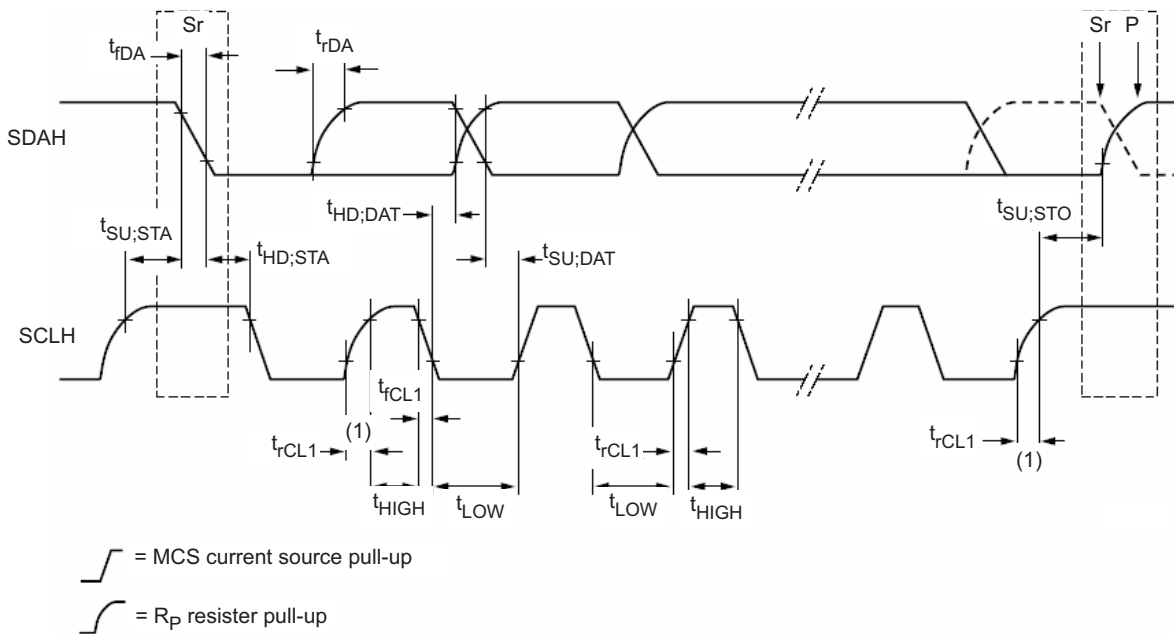 Sr
Sr P
tfDA
trDA
SDAH
tHD;DAT
tSU;STA
tSU;STO
tHD;STA
tSU;DAT
SCLH
tfCL1
(1)
trCL1
trCL1
trCL1
(1)
tHIGH
tLOW
tLOW
tHIGH
= MCS current source pull-up
= RP resister pull-up